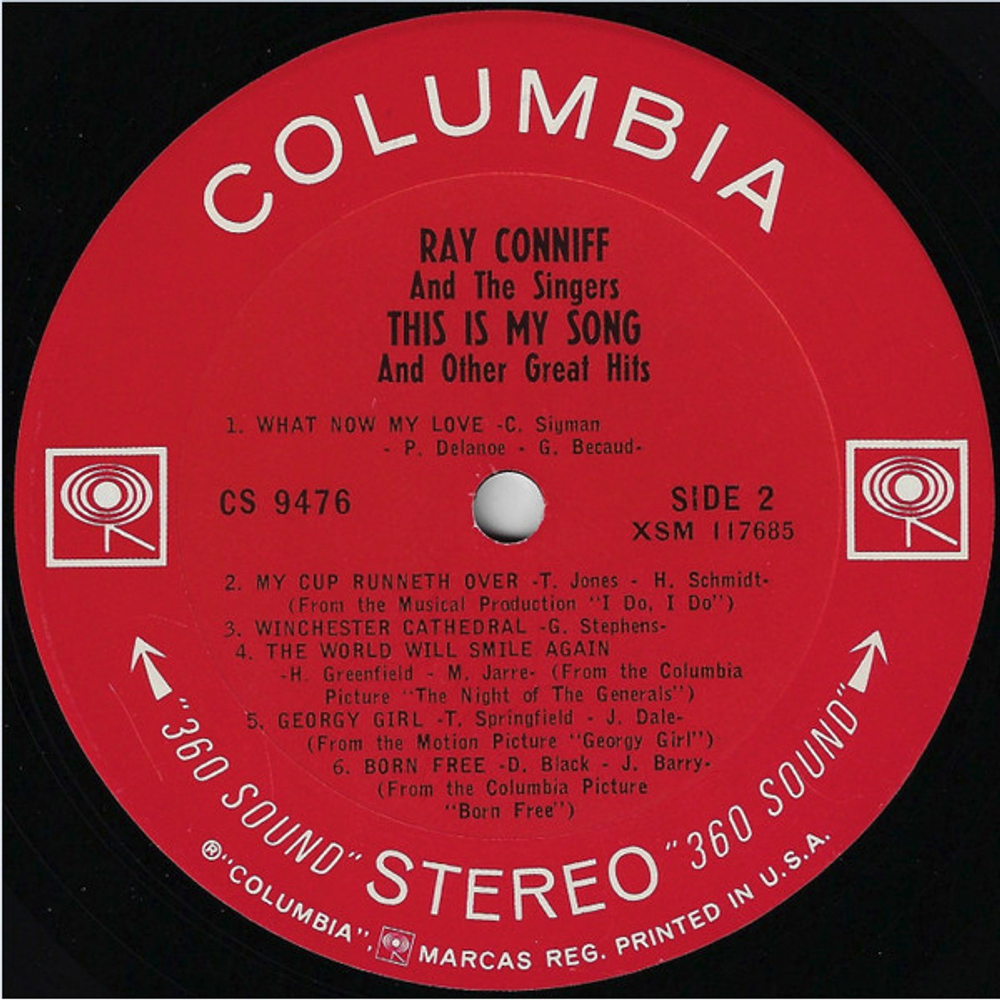 COLUMBIA
RAY CONNIFF
And The Singers
THIS IS MY SONG
And Other Great Hits
1. WHAT NOW MY LOVE -C. Sigman
- P. Delanoe - G. Becaud-
CS 9476
SIDE 2
XSM 117685
2. MY CUP RUNNETH OVER -T. Jones - H. Schmidt-
(From the Musical Production "I Do, I Do")
3. WINCHESTER CATHEDRAL -G. Stephens-
4. THE WORLD WILL SMILE AGAIN
-H. Greenfield - M. Jarre- (From the Columbia
Picture "The Night of The Generals")
5. GEORGY GIRL -T. Springfield - J. Dale-
(From the Motion Picture "Georgy Girl")
6. BORN FREE -D. Black - J. Barry-
(From the Columbia Picture
"Born Free")
"360 SOUND" STEREO "360 SOUND"
®"COLUMBIA", MARCAS REG. PRINTED IN U.S.A.